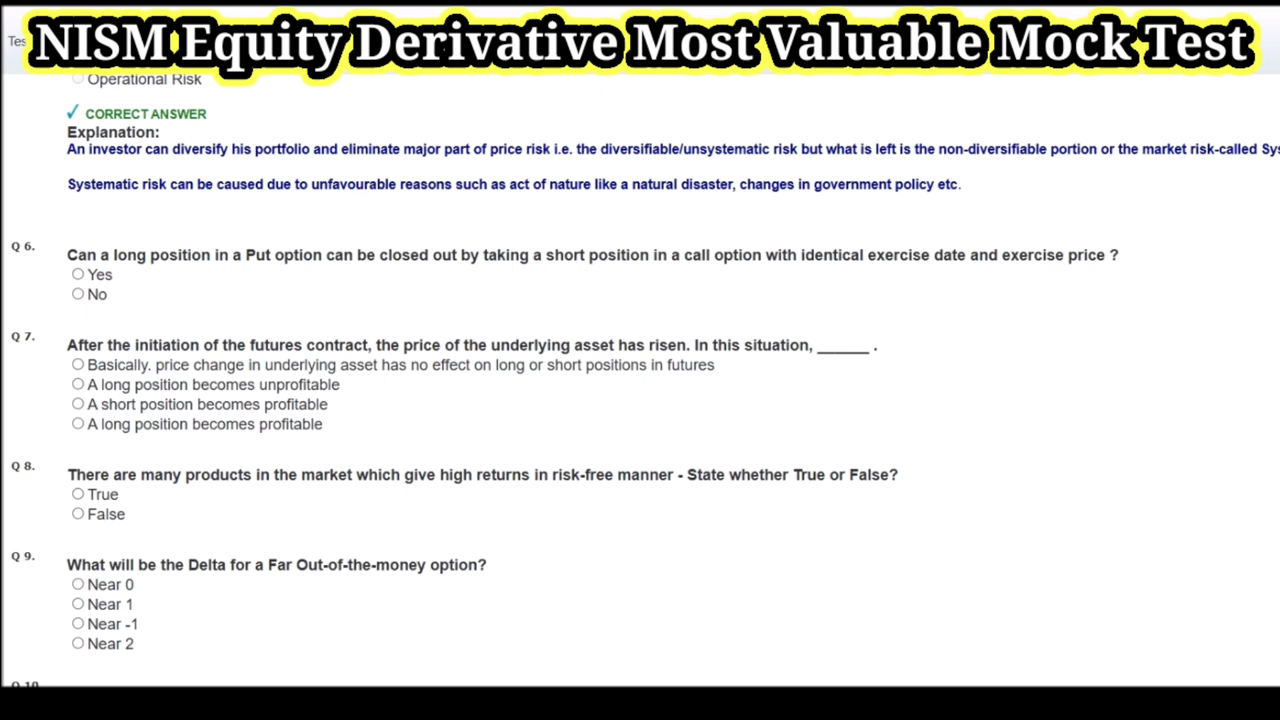 NISM Equity Derivative Most Valuable Mock Test
Tes
Operational Risk
✓ CORRECT ANSWER
Explanation:
An investor can diversify his portfolio and eliminate major part of price risk i.e. the diversifiable/unsystematic risk but what is left is the non-diversifiable portion or the market risk-called Sys
Systematic risk can be caused due to unfavourable reasons such as act of nature like a natural disaster, changes in government policy etc.
Q 6.
Can a long position in a Put option can be closed out by taking a short position in a call option with identical exercise date and exercise price ?
Yes
No
Q 7.
After the initiation of the futures contract, the price of the underlying asset has risen. In this situation, ______ .
Basically. price change in underlying asset has no effect on long or short positions in futures
A long position becomes unprofitable
A short position becomes profitable
A long position becomes profitable
Q 8.
There are many products in the market which give high returns in risk-free manner - State whether True or False?
True
False
Q 9.
What will be the Delta for a Far Out-of-the-money option?
Near 0
Near 1
Near -1
Near 2
Q 10